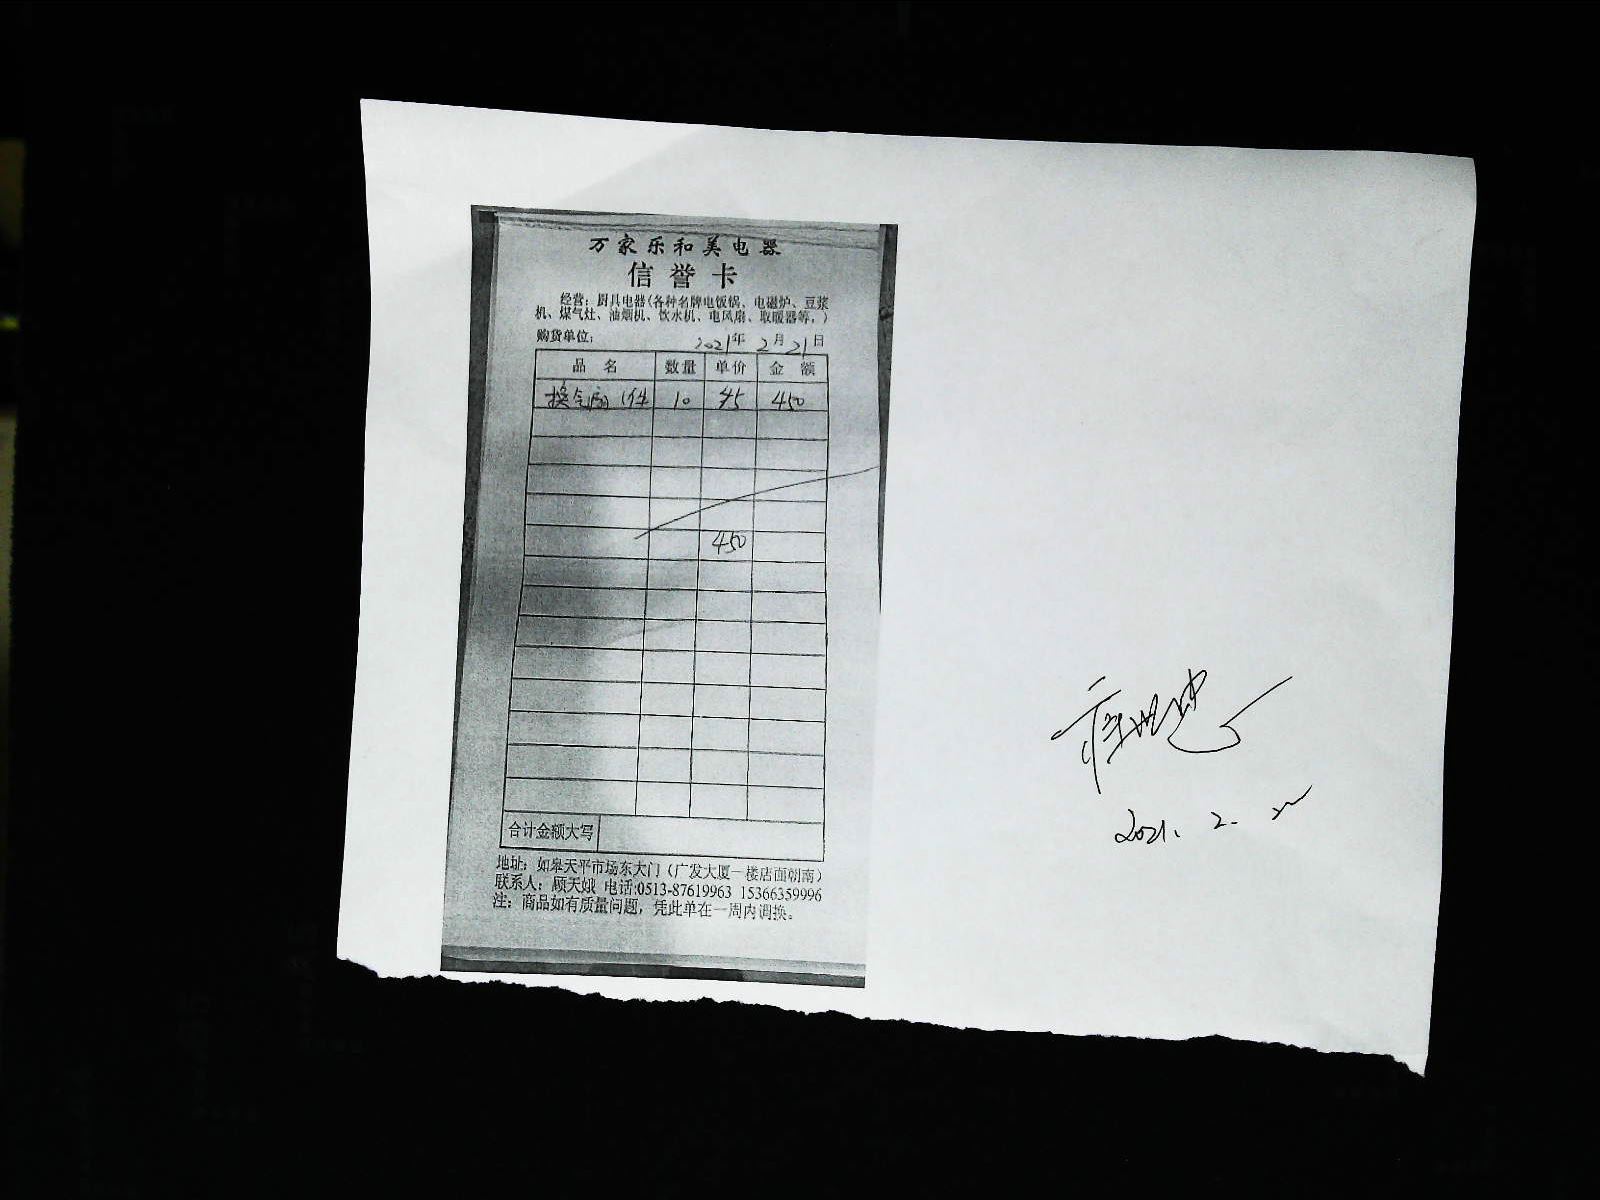 万家乐和美电器
信誉卡
经营：厨具电器（各种名牌电饭锅、电磁炉、豆浆
机、煤气灶、油烟机、饮水机、电风扇、取暖器等。）
购货单位： 2021年2月21日
品名 数量 单价 金额
换气扇 1件 10 45 450
450
合计金额大写
地址：如皋天平市场东大门（广发大厦一楼店面朝南）
联系人：顾天娥 电话:0513-87619963 15366359996
注：商品如有质量问题，凭此单在一周内调换。
2021. 2.